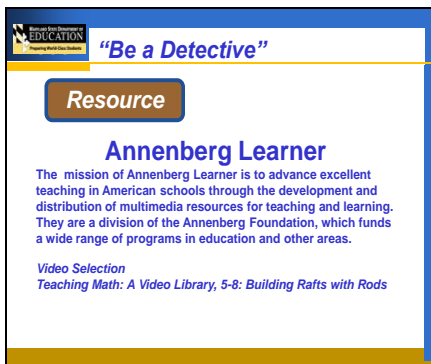 MARYLAND STATE DEPARTMENT OF
EDUCATION
Preparing World-Class Students
“Be a Detective”
Resource
Annenberg Learner
The mission of Annenberg Learner is to advance excellent
teaching in American schools through the development and
distribution of multimedia resources for teaching and learning.
They are a division of the Annenberg Foundation, which funds
a wide range of programs in education and other areas.
Video Selection
Teaching Math: A Video Library, 5-8: Building Rafts with Rods